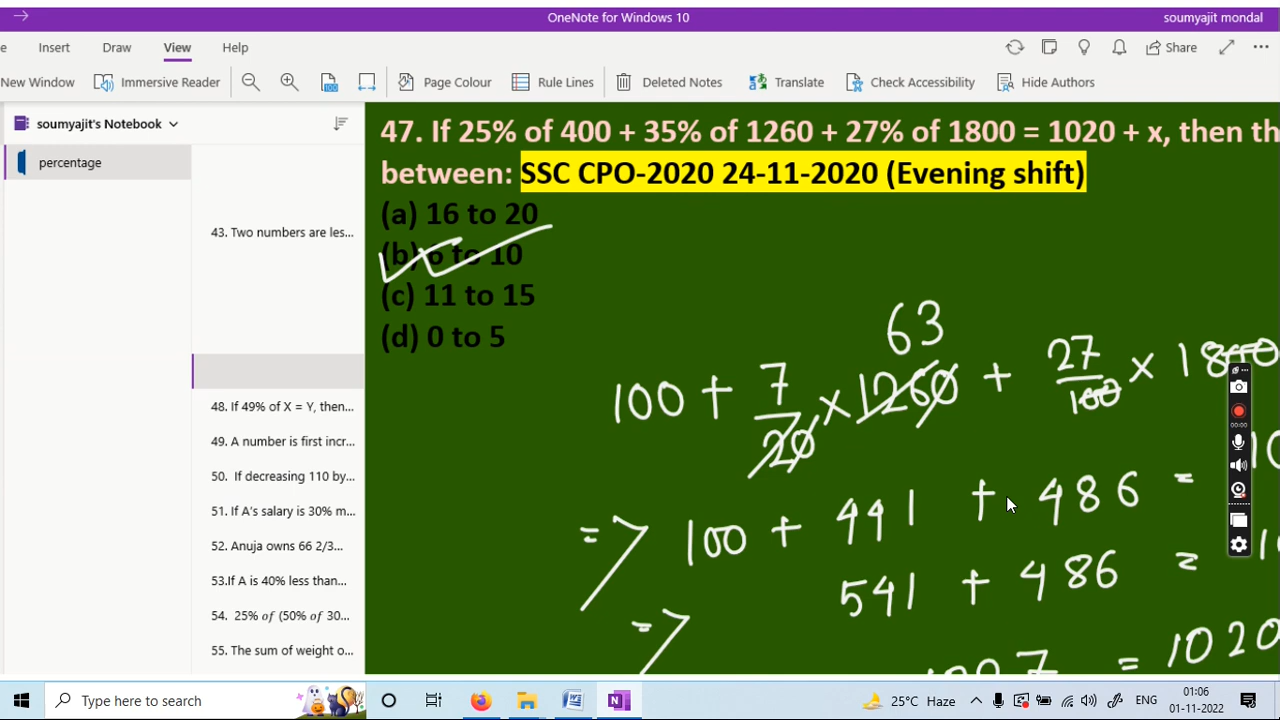 OneNote for Windows 10
soumyajit mondal
Insert Draw View Help
Share
New Window Immersive Reader Page Colour Rule Lines Deleted Notes Translate Check Accessibility Hide Authors
soumyajit's Notebook
percentage
43. Two numbers are les...
48. If 49% of X = Y, then...
49. A number is first incr...
50. If decreasing 110 by...
51. If A's salary is 30% m...
52. Anuja owns 66 2/3...
53.If A is 40% less than...
54. 25% 𝑜𝑓 (50% of 30...
55. The sum of weight o...
47. If 25% of 400 + 35% of 1260 + 27% of 1800 = 1020 + x, then th
between: SSC CPO-2020 24-11-2020 (Evening shift)
(a) 16 to 20
(b) 6 to 10
(c) 11 to 15
(d) 0 to 5
63
100 + 7/20 × 1260 + 27/100 × 1800
=> 100 + 441 + 486 = 10
=> 541 + 486 = 10
= 1020
00:00
Type here to search
25°C Haze
ENG
01:06
01-11-2022